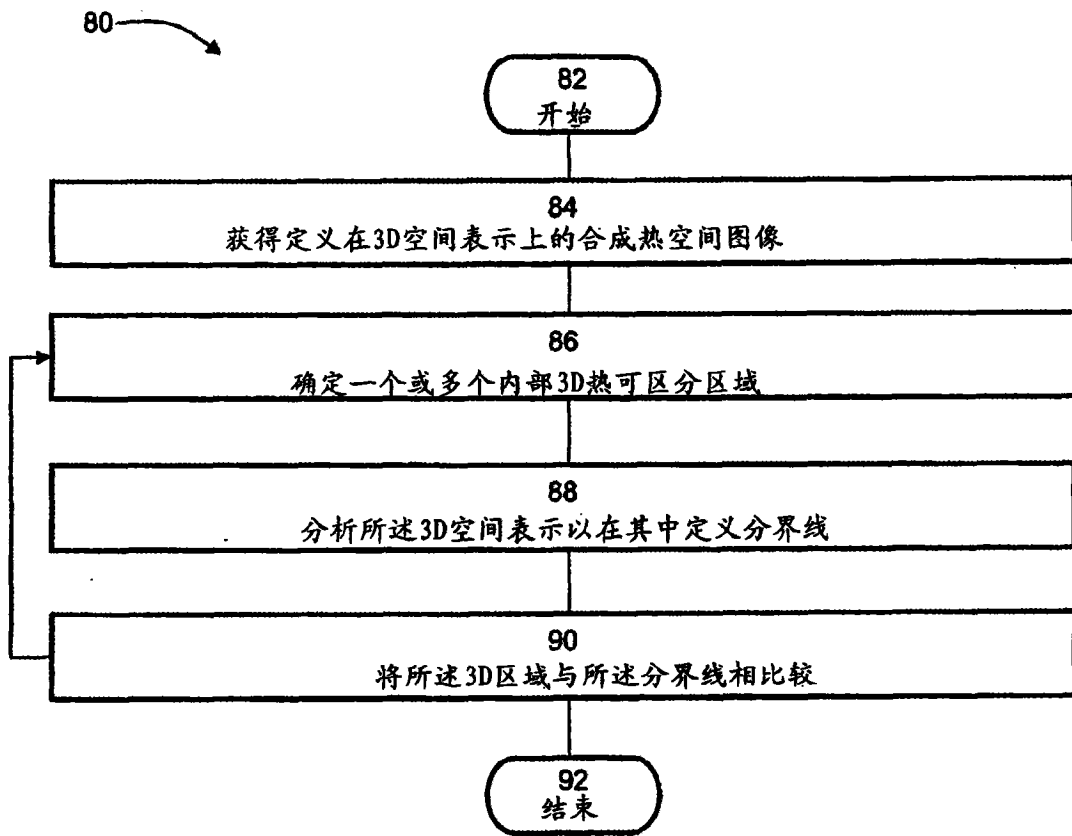 80
82
开始
84
获得定义在3D空间表示上的合成热空间图像
86
确定一个或多个内部3D热可区分区域
88
分析所述3D空间表示以在其中定义分界线
90
将所述3D区域与所述分界线相比较
92
结束